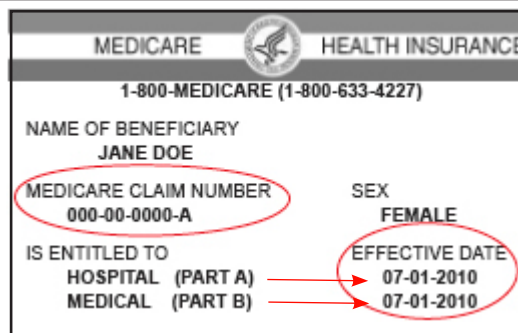 MEDICARE HEALTH INSURANCE
1-800-MEDICARE (1-800-633-4227)
NAME OF BENEFICIARY
JANE DOE
MEDICARE CLAIM NUMBER SEX
000-00-0000-A FEMALE
IS ENTITLED TO EFFECTIVE DATE
HOSPITAL (PART A) 07-01-2010
MEDICAL (PART B) 07-01-2010